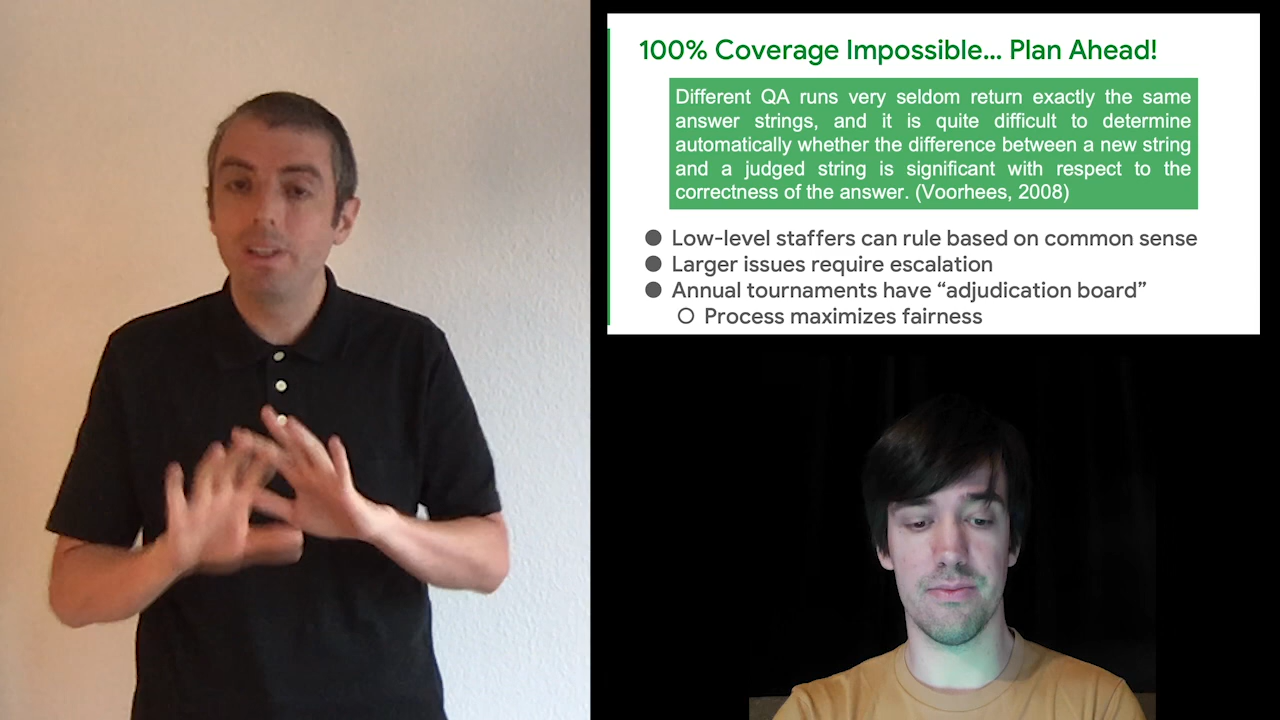 100% Coverage Impossible... Plan Ahead!
Different QA runs very seldom return exactly the same
answer strings, and it is quite difficult to determine
automatically whether the difference between a new string
and a judged string is significant with respect to the
correctness of the answer. (Voorhees, 2008)
● Low-level staffers can rule based on common sense
● Larger issues require escalation
● Annual tournaments have “adjudication board”
○ Process maximizes fairness